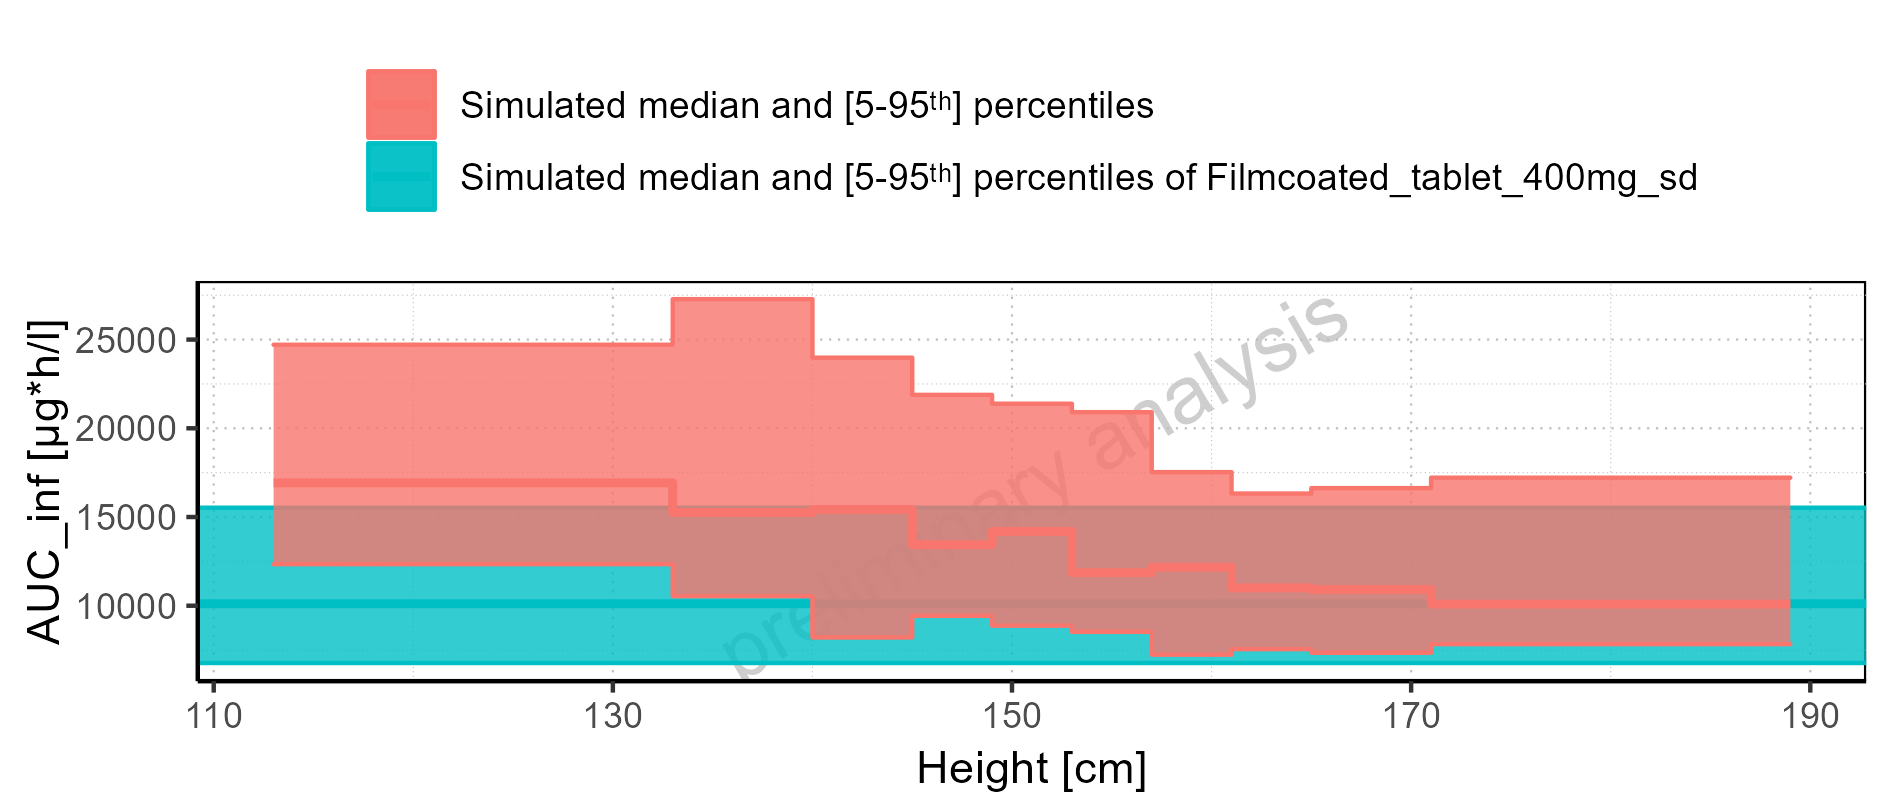 Simulated median and [5-95ᵗʰ] percentiles
Simulated median and [5-95ᵗʰ] percentiles of Filmcoated_tablet_400mg_sd
AUC_inf [µg*h/l]
25000
20000
15000
10000
preliminary analysis
110 130 150 170 190
Height [cm]